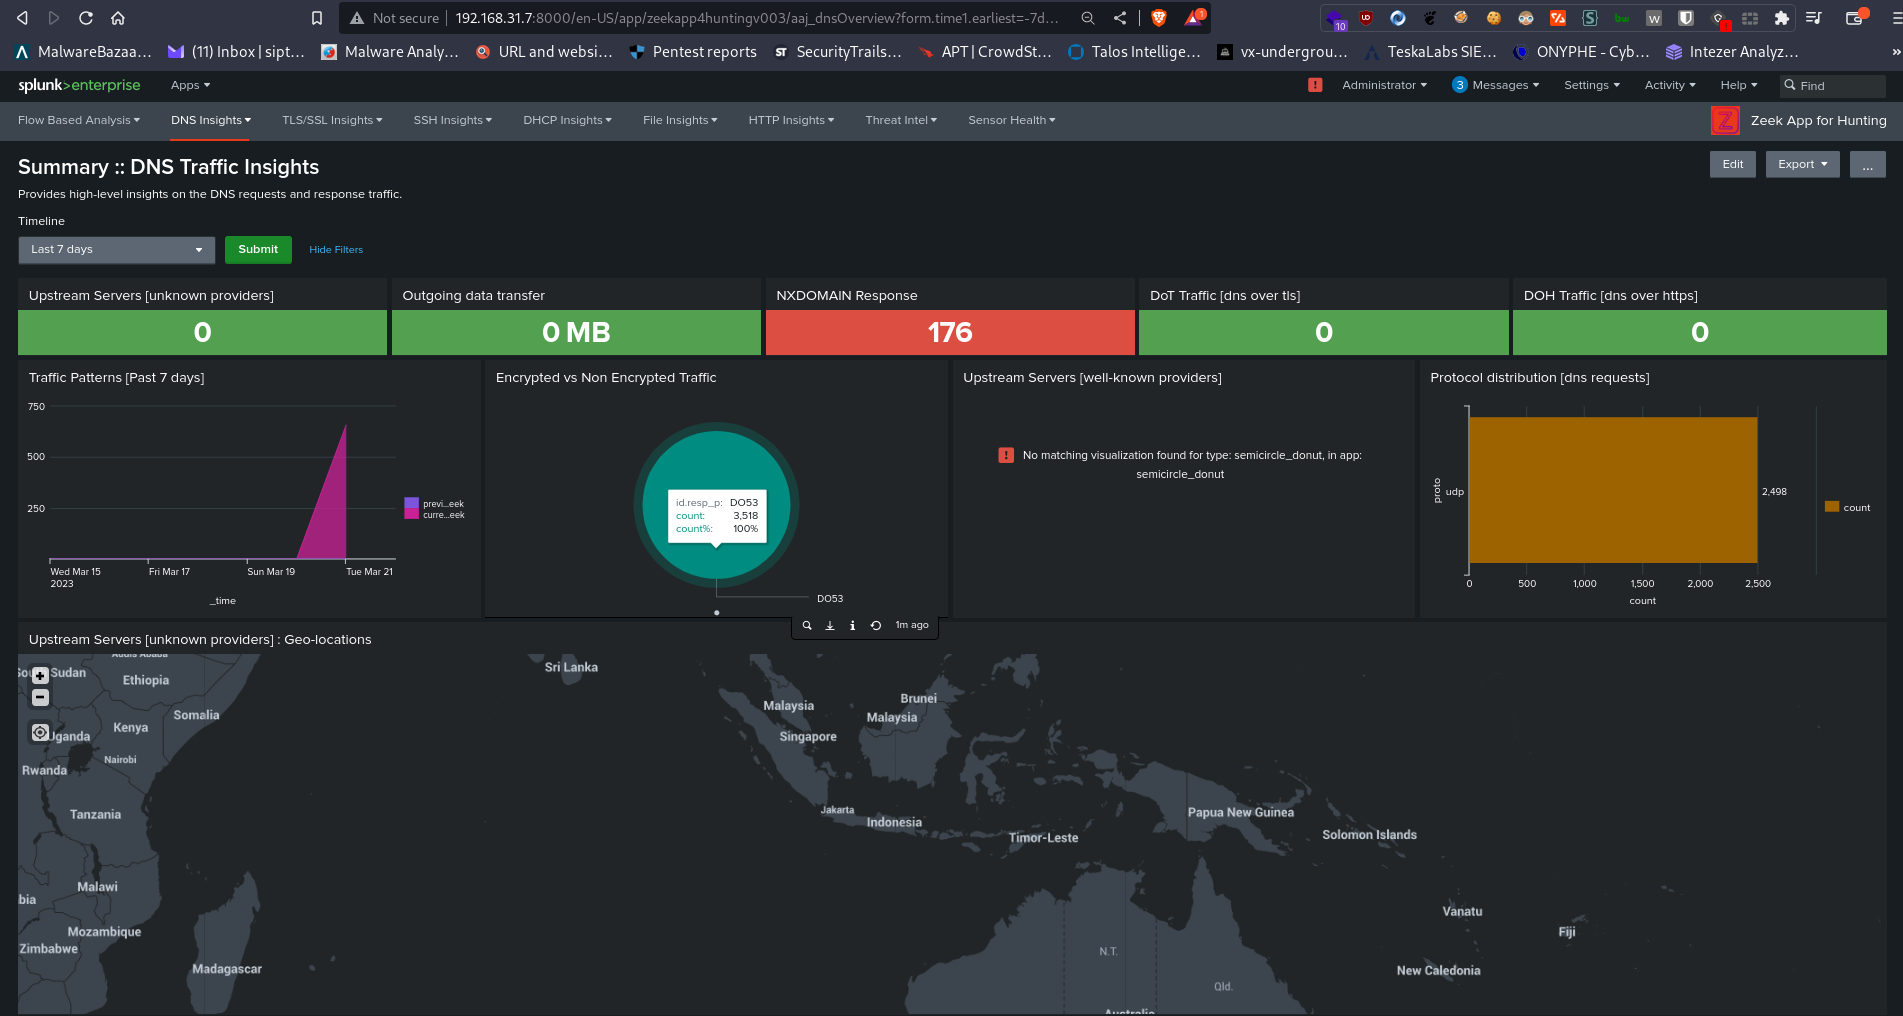 Not secure 192.168.31.7:8000/en-US/app/zeekapp4huntingv003/aaj_dnsOverview?form.time1.earliest=-7d... 1 10 1
MalwareBazaa... (11) Inbox | sipt... Malware Analy... URL and websi... Pentest reports SecurityTrails... APT | CrowdSt... Talos Intellige... vx-undergrou... TeskaLabs SIE... ONYPHE - Cyb... Intezer Analyz... »
splunk>enterprise Apps Administrator 3 Messages Settings Activity Help Find
Flow Based Analysis DNS Insights TLS/SSL Insights SSH Insights DHCP Insights File Insights HTTP Insights Threat Intel Sensor Health Zeek App for Hunting
Summary :: DNS Traffic Insights
Edit Export ...
Provides high-level insights on the DNS requests and response traffic.
Timeline
Last 7 days Submit Hide Filters
Upstream Servers [unknown providers] Outgoing data transfer NXDOMAIN Response DoT Traffic [dns over tls] DOH Traffic [dns over https]
0 0 MB 176 0 0
Traffic Patterns [Past 7 days] Encrypted vs Non Encrypted Traffic Upstream Servers [well-known providers] Protocol distribution [dns requests]
750
500
250
previ...eek
curre...eek
Wed Mar 15 Fri Mar 17 Sun Mar 19 Tue Mar 21
2023
_time
id.resp_p: DO53
count: 3,518
count%: 100%
DO53
1m ago
No matching visualization found for type: semicircle_donut, in app:
semicircle_donut
proto
udp
2,498
count
0 500 1,000 1,500 2,000 2,500
count
Upstream Servers [unknown providers] : Geo-locations
Addis Ababa
Sudan
Ethiopia
Sri Lanka
Somalia
Kenya
Uganda
Nairobi
Rwanda
Tanzania
Malawi
bia
Mozambique
Zimbabwe
Madagascar
Malaysia
Brunei
Malaysia
Singapore
Jakarta
Indonesia
Timor-Leste
Papua New Guinea
Solomon Islands
Vanatu
Fiji
New Caledonia
N.T.
Qld.
Australia